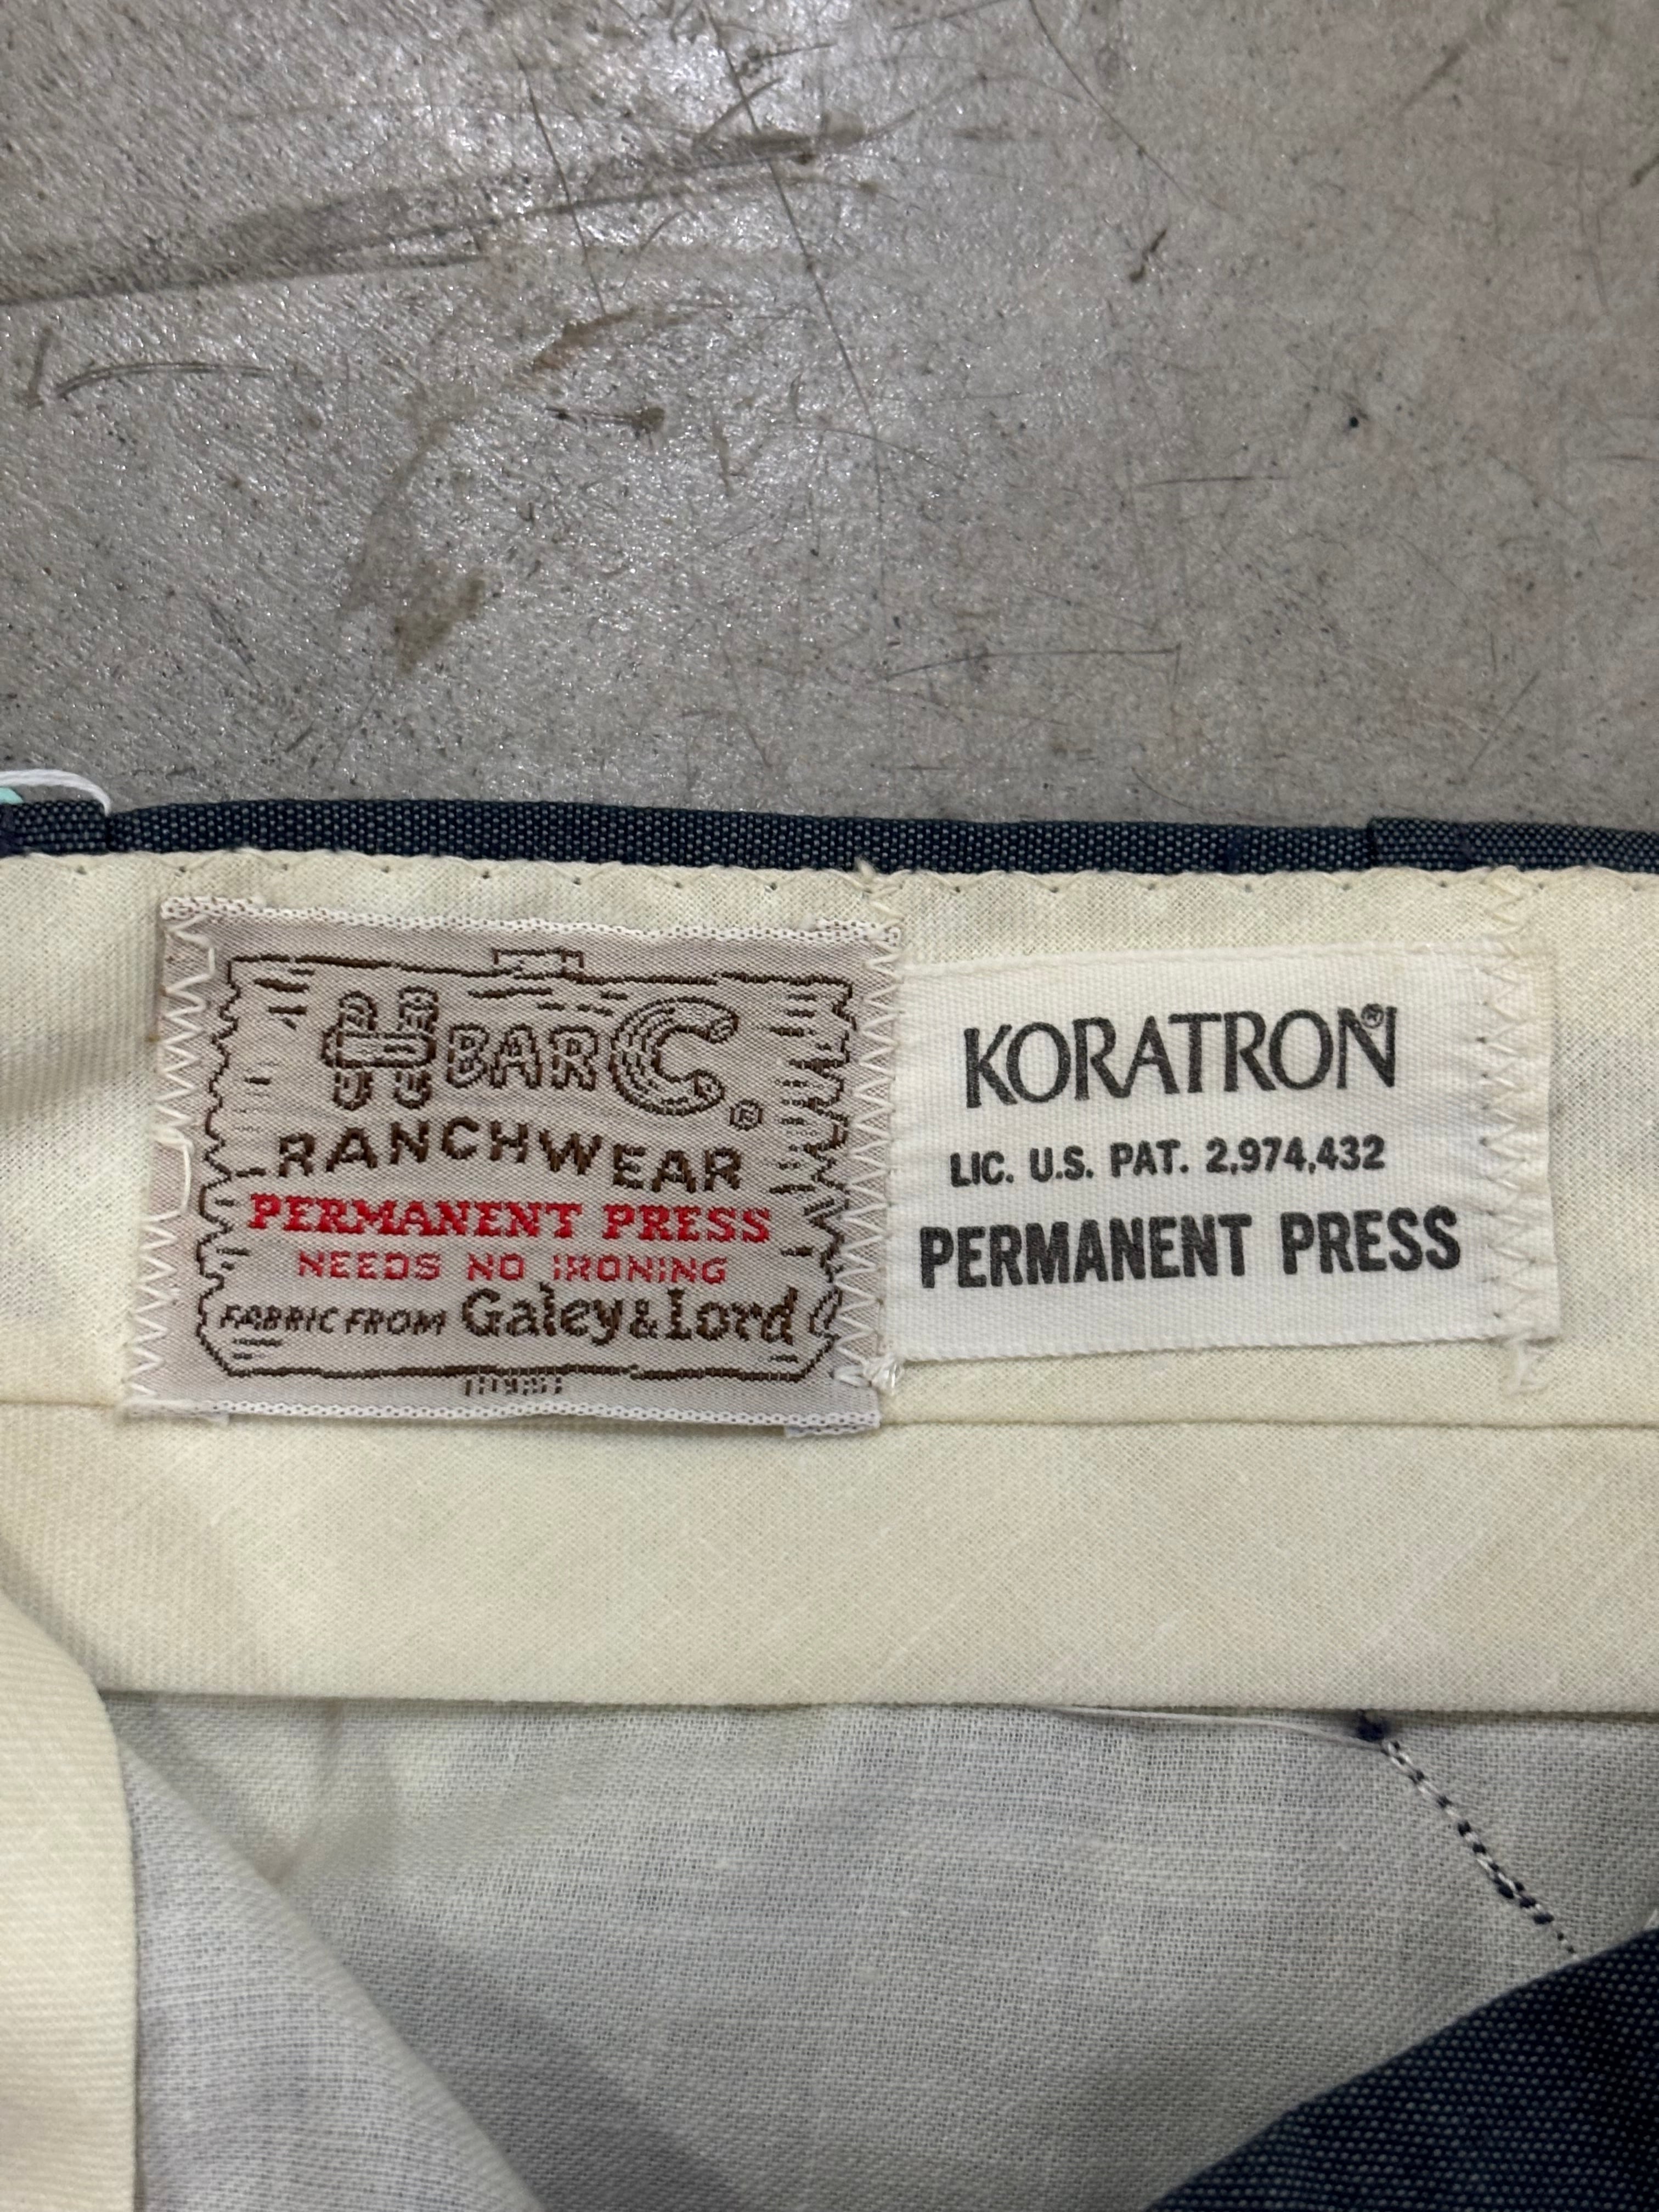 H BAR C®
RANCHWEAR
PERMANENT PRESS
NEEDS NO IRONING
FABRIC FROM Galey & Lord
KORATRON®
LIC. U.S. PAT. 2,974,432
PERMANENT PRESS